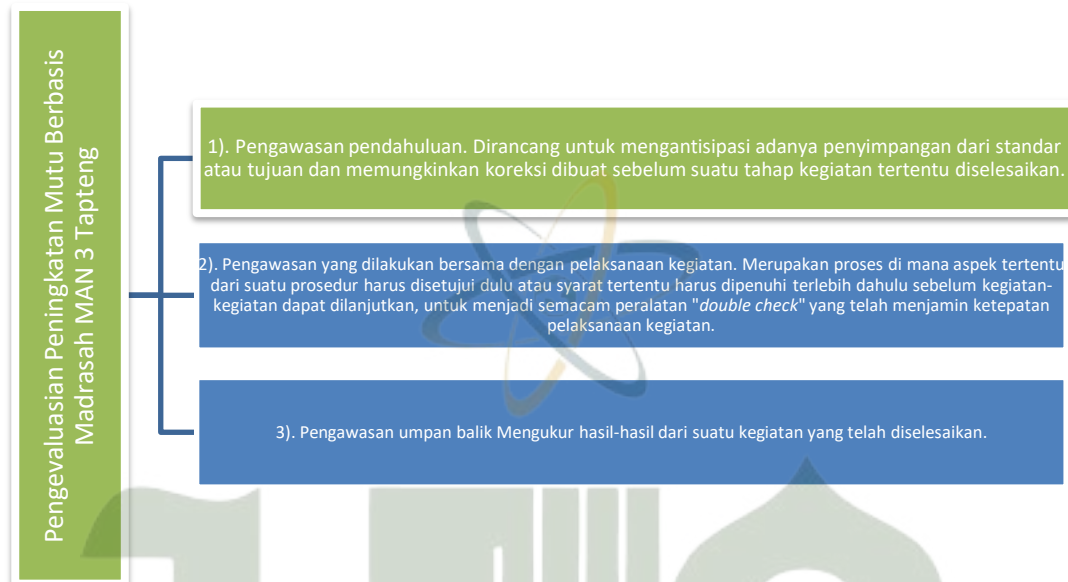 Pengevaluasian Peningkatan Mutu Berbasis
Madrasah MAN 3 Tapteng
1). Pengawasan pendahuluan. Dirancang untuk mengantisipasi adanya penyimpangan dari standar
atau tujuan dan memungkinkan koreksi dibuat sebelum suatu tahap kegiatan tertentu diselesaikan.
2). Pengawasan yang dilakukan bersama dengan pelaksanaan kegiatan. Merupakan proses di mana aspek tertentu
dari suatu prosedur harus disetujui dulu atau syarat tertentu harus dipenuhi terlebih dahulu sebelum kegiatan-
kegiatan dapat dilanjutkan, untuk menjadi semacam peralatan "double check" yang telah menjamin ketepatan
pelaksanaan kegiatan.
3). Pengawasan umpan balik Mengukur hasil-hasil dari suatu kegiatan yang telah diselesaikan.